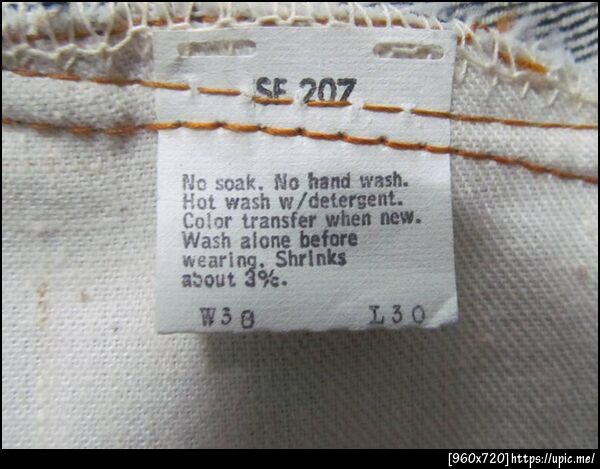 SF 207
No soak. No hand wash.
Hot wash w/detergent.
Color transfer when new.
Wash alone before
wearing. Shrinks
about 3%.
W38 L30
[960x720]https://upic.me/